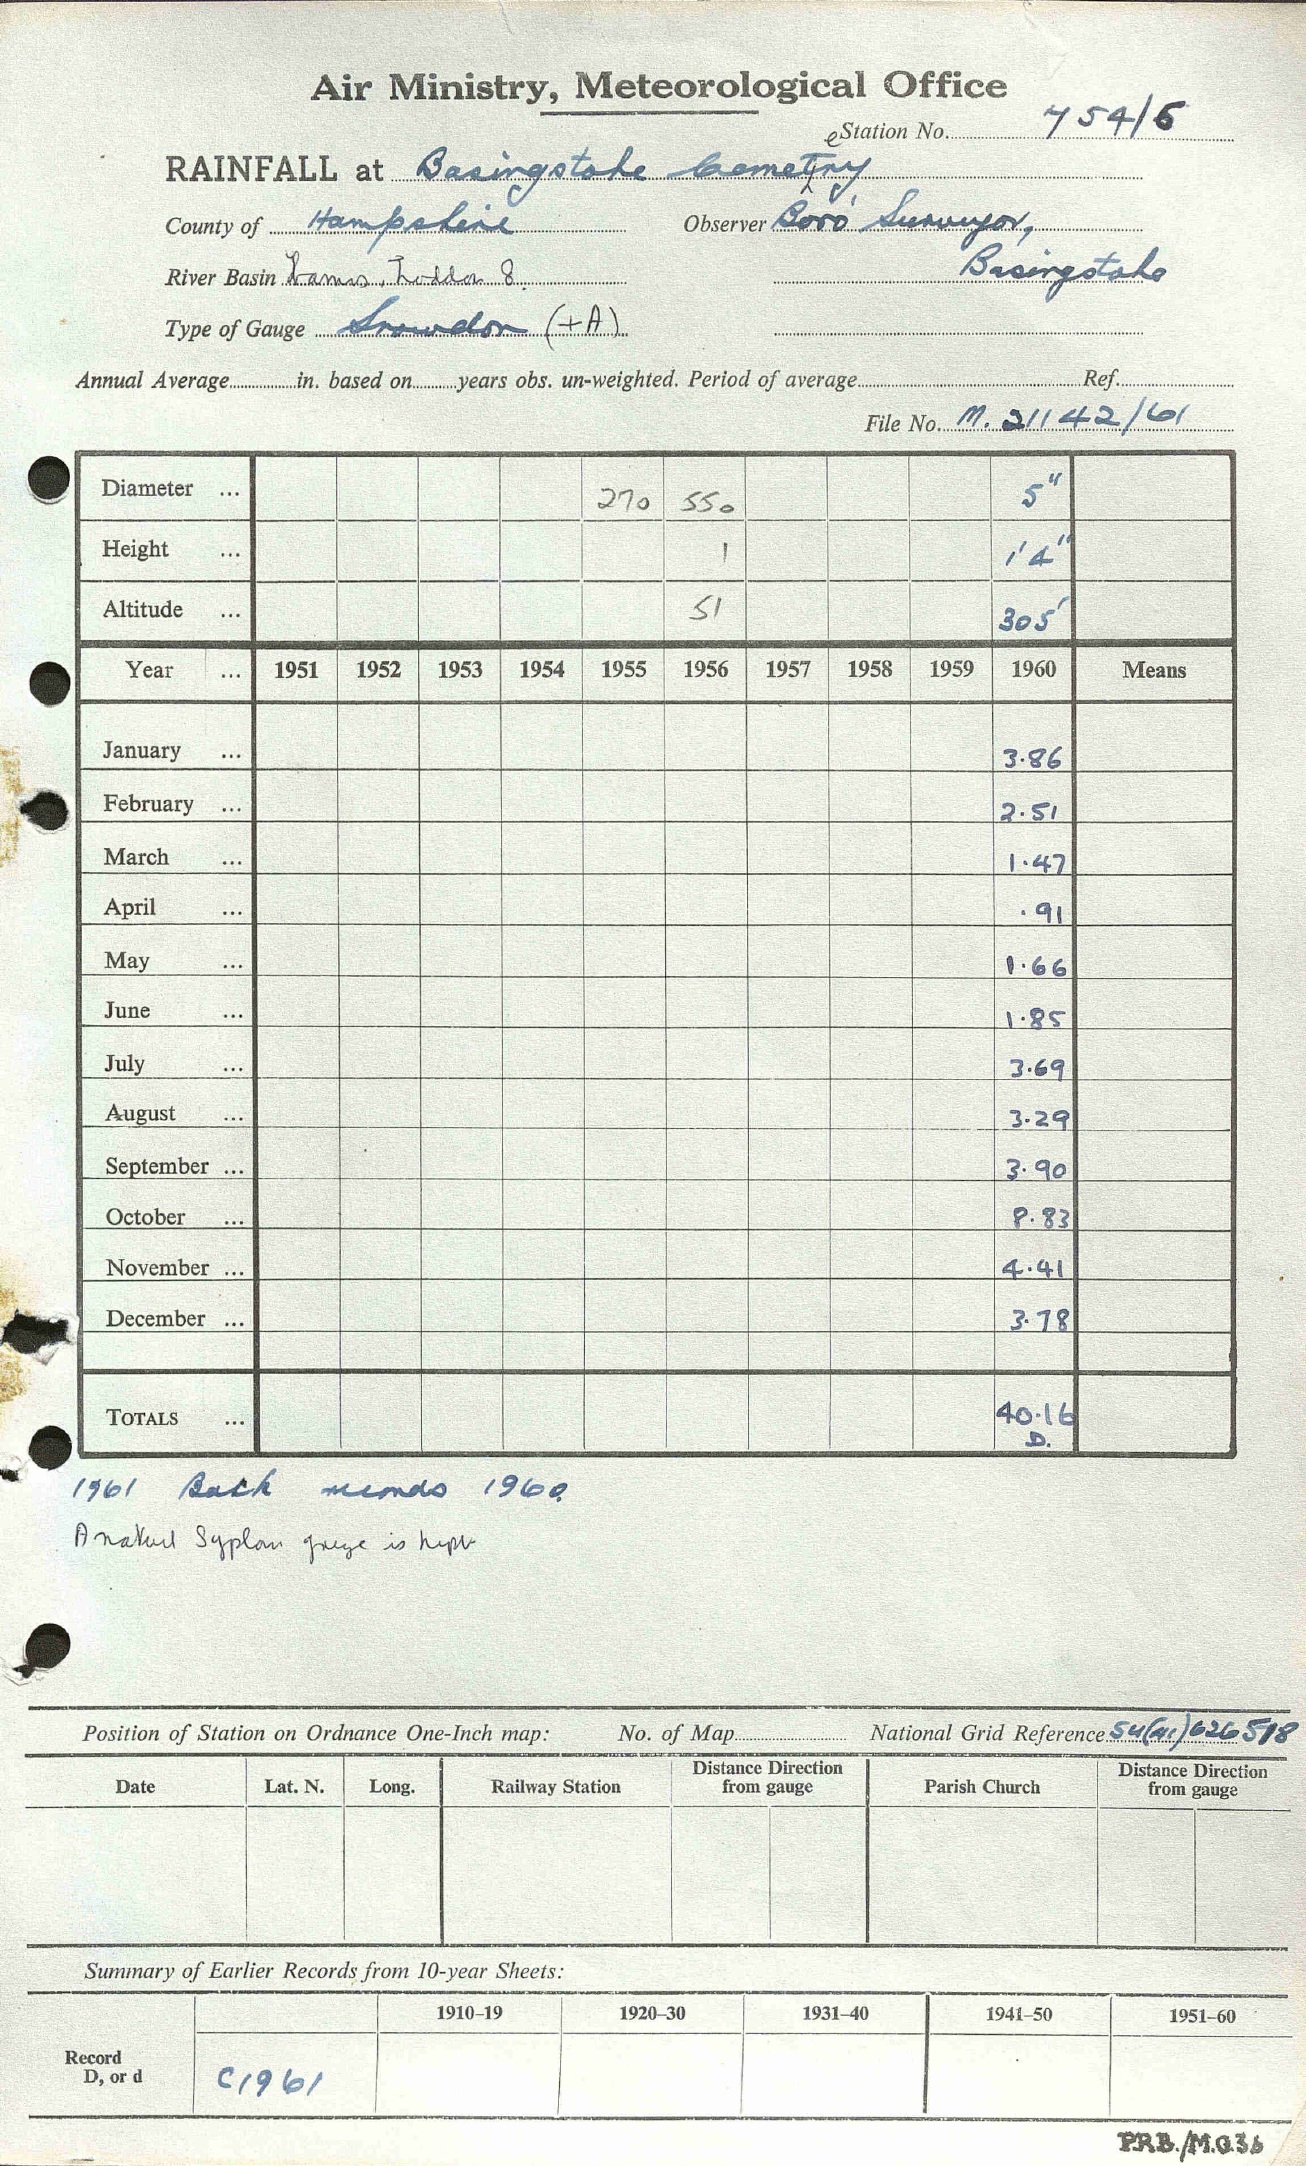 Air Ministry, Meteorological Office
Station No. 754/6
RAINFALL at Basingstoke Cemetery
County of Hampshire Observer Boro' Surveyor,
River Basin Thames, Loddon 8 Basingstoke
Type of Gauge Snowdon (+A)
Annual Average in. based on years obs. un-weighted. Period of average Ref.
File No. M. 21142/61
Diameter ... 270 550 5"
Height ... 1 1'4"
Altitude ... 51 305'
Year ... 1951 1952 1953 1954 1955 1956 1957 1958 1959 1960 Means
January ... 3.86
February ... 2.51
March ... 1.47
April ... .91
May ... 1.66
June ... 1.85
July ... 3.69
August ... 3.29
September ... 3.90
October ... 8.83
November ... 4.41
December ... 3.78
TOTALS ... 40.16
D.
1961 Back records 1960
A natural Syphon gauge is kept
Position of Station on Ordnance One-Inch map: No. of Map National Grid Reference SU(41)626518
Date Lat. N. Long. Railway Station Distance Direction from gauge Parish Church Distance Direction from gauge
Summary of Earlier Records from 10-year Sheets:
1910–19 1920–30 1931–40 1941–50 1951–60
Record
D, or d C1961
P.R.B./M.O.36